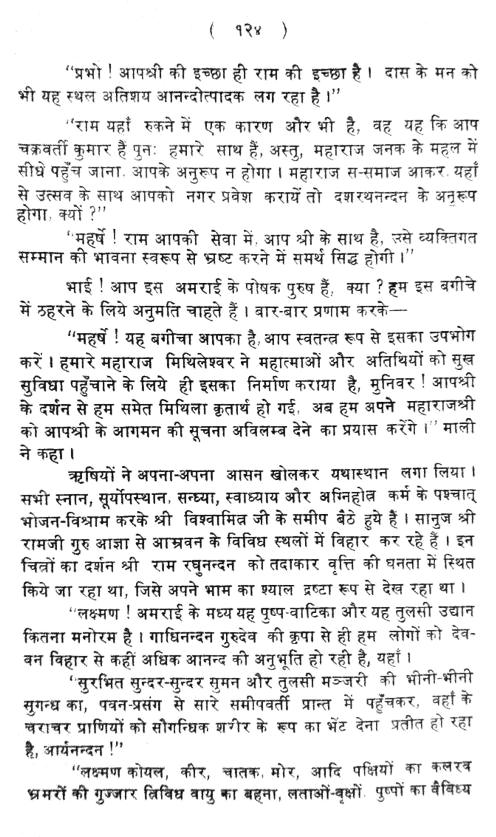 ( १२४ )
"प्रभो ! आपश्री की इच्छा ही राम की इच्छा है । दास के मन को
भी यह स्थल अतिशय आनन्दोत्पादक लग रहा है ।"
"राम यहाँ रुकने में एक कारण और भी है, वह यह कि आप
चक्रवर्ती कुमार हैं पुनः हमारे साथ हैं, अस्तु, महाराज जनक के महल में
सीधे पहुँच जाना. आपके अनुरूप न होगा । महाराज स-समाज आकर. यहाँ
से उत्सव के साथ आपको नगर प्रवेश करायें तो दशरथनन्दन के अनुरूप
होगा, क्यों ?"
"महर्षे ! राम आपकी सेवा में, आप श्री के साथ है, उसे व्यक्तिगत
सम्मान की भावना स्वरूप से भ्रष्ट करने में समर्थ सिद्ध होगी ।"
भाई ! आप इस अमराई के पोषक पुरुष हैं, क्या ? हम इस बगीचे
में ठहरने के लिये अनुमति चाहते हैं । बार-बार प्रणाम करके—
"महर्षे ! यह बगीचा आपका है, आप स्वतन्त्र रूप से इसका उपभोग
करें । हमारे महाराज मिथिलेश्वर ने महात्माओं और अतिथियों को सुख
सुविधा पहुँचाने के लिये ही इसका निर्माण कराया है, मुनिवर ! आपश्री
के दर्शन से हम समेत मिथिला कृतार्थ हो गई, अब हम अपने महाराजश्री
को आपश्री के आगमन की सूचना अविलम्ब देने का प्रयास करेंगे ।" माली
ने कहा ।
ऋषियों ने अपना-अपना आसन खोलकर यथास्थान लगा लिया ।
सभी स्नान, सूर्योपस्थान, सन्ध्या, स्वाध्याय और अग्निहोत्र कर्म के पश्चात्
भोजन-विश्राम करके श्री विश्वामित्र जी के समीप बैठे हुये हैं । सानुज श्री
रामजी गुरु आज्ञा से आम्रवन के विविध स्थलों में विहार कर रहे हैं । इन
चित्रों का दर्शन श्री राम रघुनन्दन को तदाकार वृत्ति की घनता में स्थित
किये जा रहा था, जिसे अपने भाम का श्याल द्रष्टा रूप से देख रहा था ।
"लक्ष्मण ! अमराई के मध्य यह पुष्प-वाटिका और यह तुलसी उद्यान
कितना मनोरम है । गाधिनन्दन गुरुदेव की कृपा से ही हम लोगों को देव-
वन विहार से कहीं अधिक आनन्द की अनुभूति हो रही है, यहाँ ।
"सुरभित सुन्दर-सुन्दर सुमन और तुलसी मञ्जरी की भीनी-भीनी
सुगन्ध का, पवन-प्रसंग से सारे समीपवर्ती प्रान्त में पहुँचकर, वहाँ के
चराचर प्राणियों को सौगन्धिक शरीर के रूप का भेंट देना प्रतीत हो रहा
है, आर्यनन्दन !"
"लक्ष्मण कोयल, कीर, चातक, मोर, आदि पक्षियों का कलरव
भ्रमरों की गुञ्जार त्रिविध वायु का बहना, लताओं-वृक्षों. पुष्पों का वैविध्य